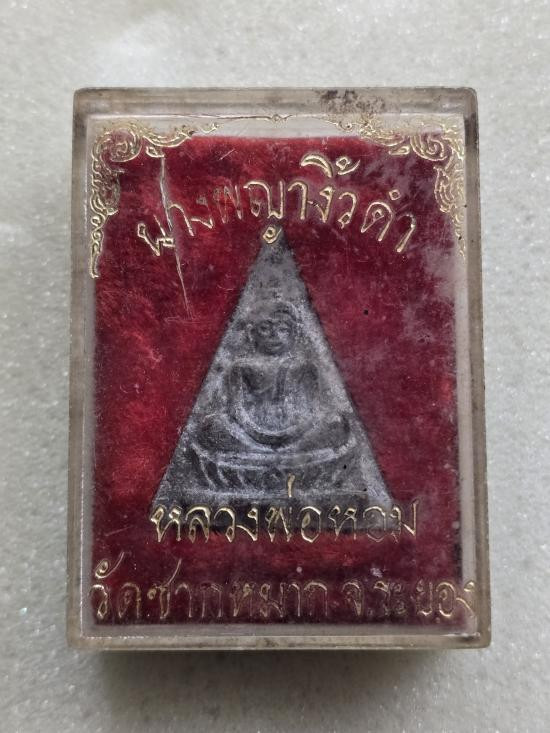 นางพญางิ้วดำ
หลวงพ่อหอม
วัดซากหมาก จ.ระยอง